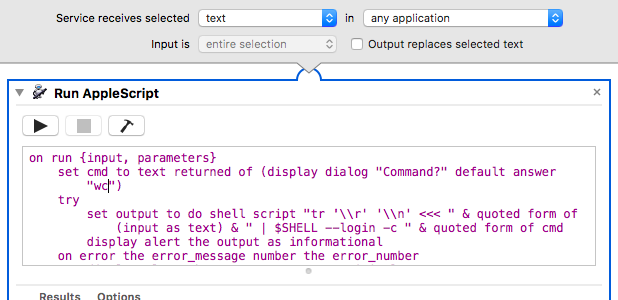 Service receives selected text in any application
Input is entire selection Output replaces selected text
Run AppleScript
on run {input, parameters}
set cmd to text returned of (display dialog "Command?" default answer
"wc")
try
set output to do shell script "tr '\\r' '\\n' <<< " & quoted form of
(input as text) & " | $SHELL --login -c " & quoted form of cmd
display alert the output as informational
on error the error_message number the error_number
Results Options